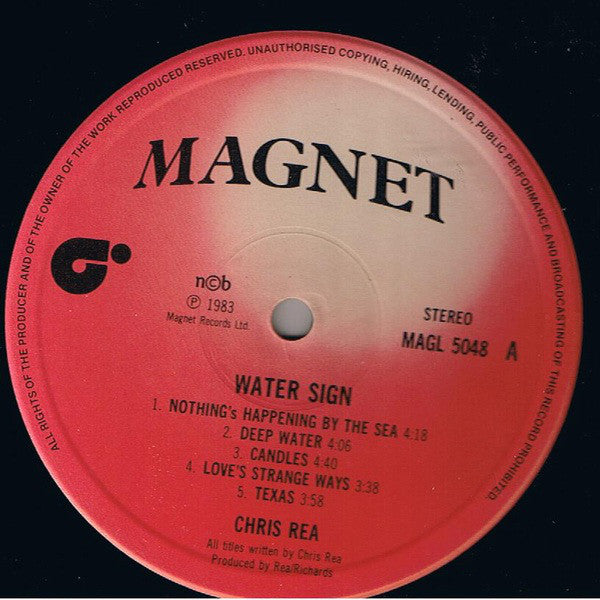 ALL RIGHTS OF THE PRODUCER AND OF THE OWNER OF THE WORK REPRODUCED RESERVED. UNAUTHORISED COPYING, HIRING, LENDING, PUBLIC PERFORMANCE AND BROADCASTING OF THIS RECORD PROHIBITED.
MAGNET
n©b
℗ 1983
Magnet Records Ltd.
STEREO
MAGL 5048 A
WATER SIGN
1. NOTHING's HAPPENING BY THE SEA 4:18
2. DEEP WATER 4:06
3. CANDLES 4:40
4. LOVE'S STRANGE WAYS 3:38
5. TEXAS 3:58
CHRIS REA
All titles written by Chris Rea
Produced by Rea/Richards